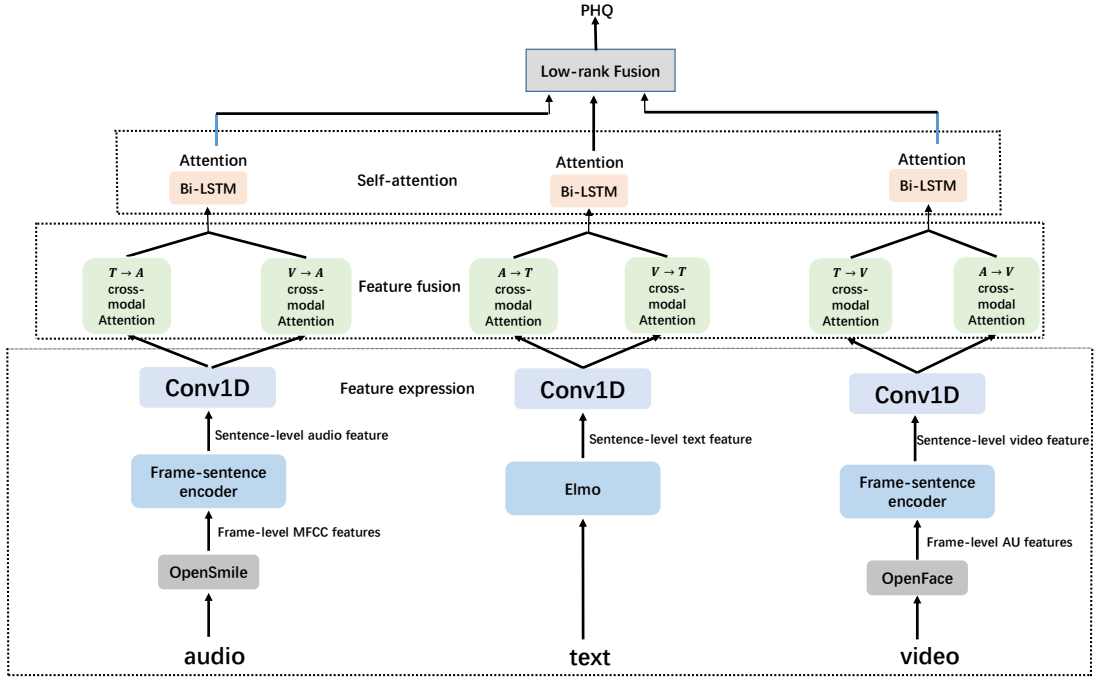 PHQ
Low-rank Fusion
Attention
Bi-LSTM
Self-attention
Attention
Bi-LSTM
Attention
Bi-LSTM
T → A
cross-
modal
Attention
V → A
cross-
modal
Attention
Feature fusion
A → T
cross-
modal
Attention
V → T
cross-
modal
Attention
T → V
cross-
modal
Attention
A → V
cross-
modal
Attention
Conv1D
Feature expression
Conv1D
Conv1D
Sentence-level audio feature
Sentence-level text feature
Sentence-level video feature
Frame-sentence
encoder
Elmo
Frame-sentence
encoder
Frame-level MFCC features
Frame-level AU features
OpenSmile
OpenFace
audio
text
video